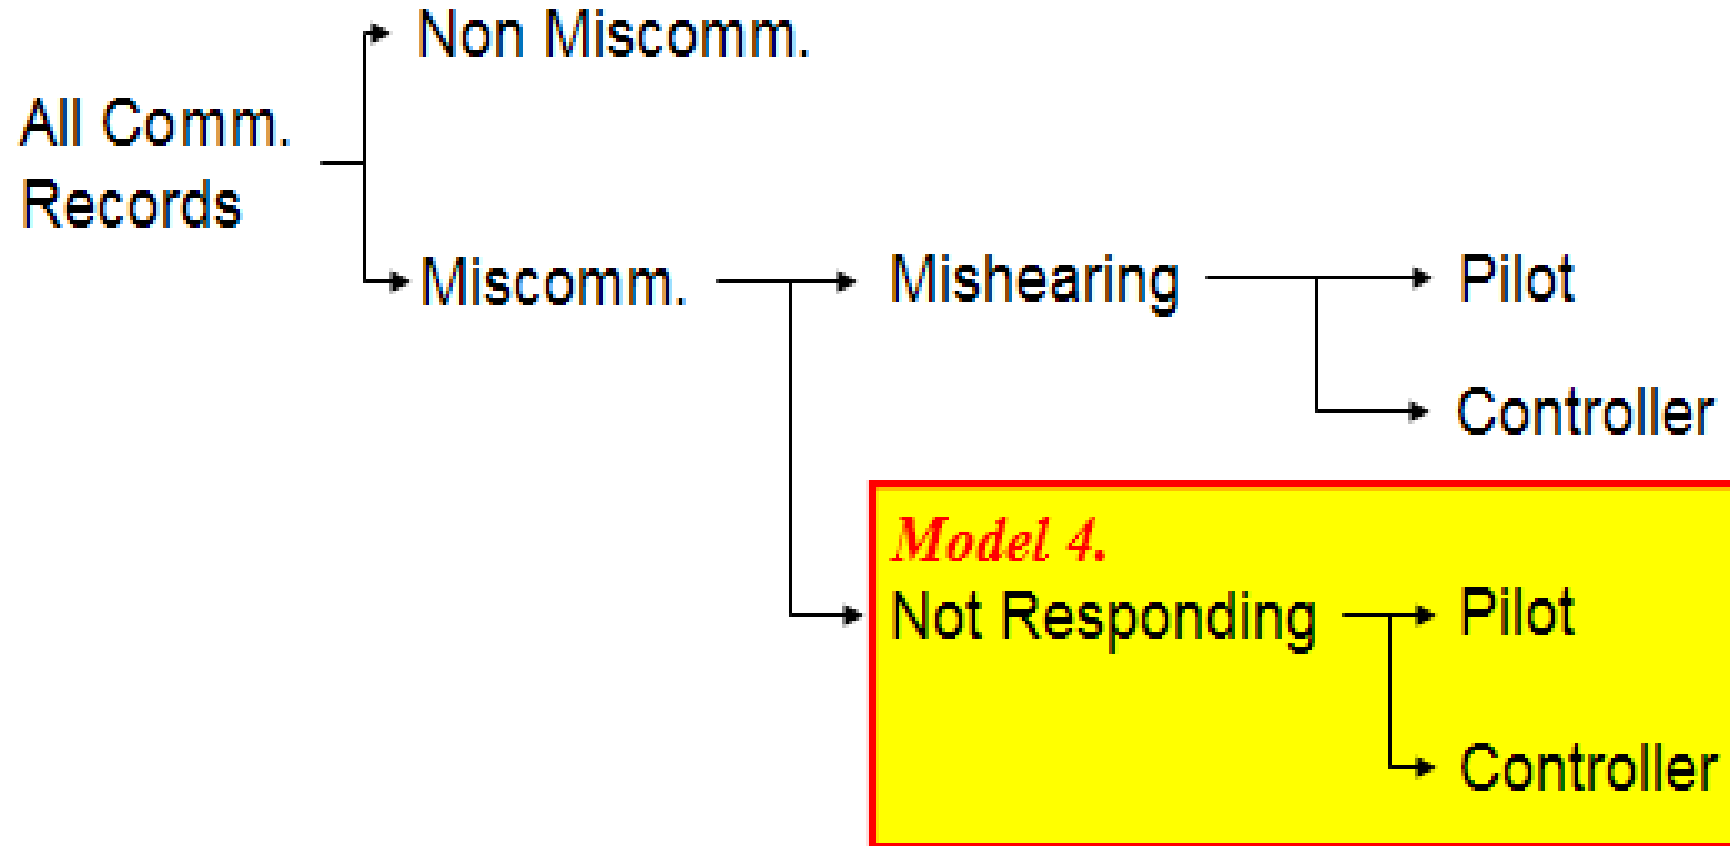 Non Miscomm.
All Comm.
Records
Miscomm.
Mishearing
Pilot
Controller
Model 4.
Not Responding
Pilot
Controller